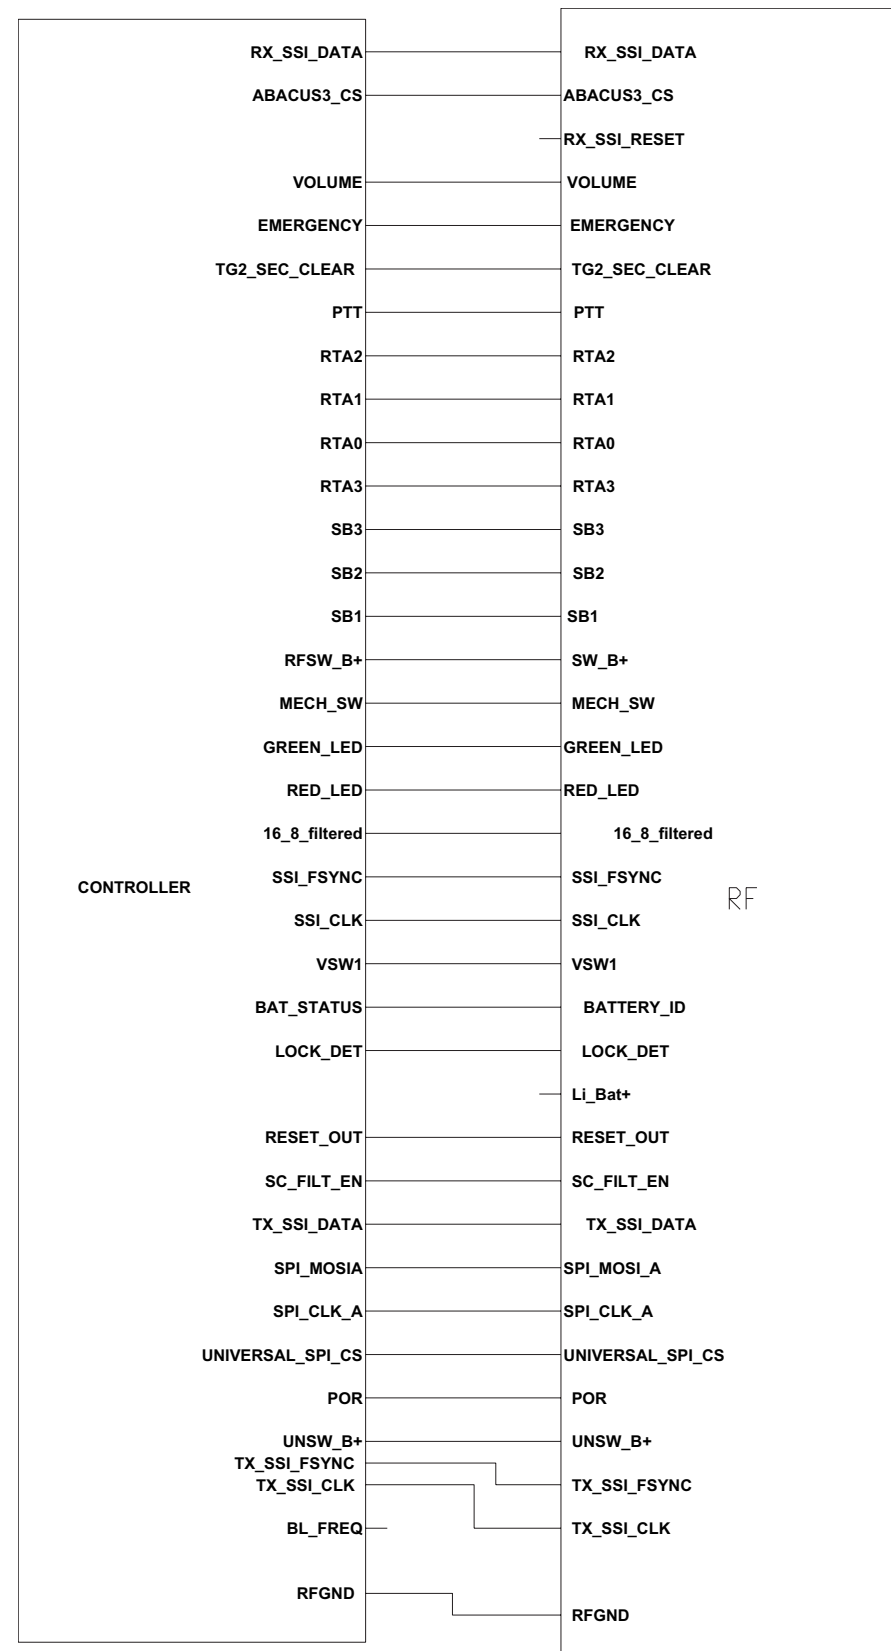 RX_SSI_DATA RX_SSI_DATA
ABACUS3_CS ABACUS3_CS
RX_SSI_RESET
VOLUME VOLUME
EMERGENCY EMERGENCY
TG2_SEC_CLEAR TG2_SEC_CLEAR
PTT PTT
RTA2 RTA2
RTA1 RTA1
RTA0 RTA0
RTA3 RTA3
SB3 SB3
SB2 SB2
SB1 SB1
RFSW_B+ SW_B+
MECH_SW MECH_SW
GREEN_LED GREEN_LED
RED_LED RED_LED
16_8_filtered 16_8_filtered
SSI_FSYNC SSI_FSYNC
CONTROLLER RF
SSI_CLK SSI_CLK
VSW1 VSW1
BAT_STATUS BATTERY_ID
LOCK_DET LOCK_DET
Li_Bat+
RESET_OUT RESET_OUT
SC_FILT_EN SC_FILT_EN
TX_SSI_DATA TX_SSI_DATA
SPI_MOSIA SPI_MOSI_A
SPI_CLK_A SPI_CLK_A
UNIVERSAL_SPI_CS UNIVERSAL_SPI_CS
POR POR
UNSW_B+ UNSW_B+
TX_SSI_FSYNC
TX_SSI_CLK TX_SSI_FSYNC
BL_FREQ TX_SSI_CLK
RFGND
RFGND